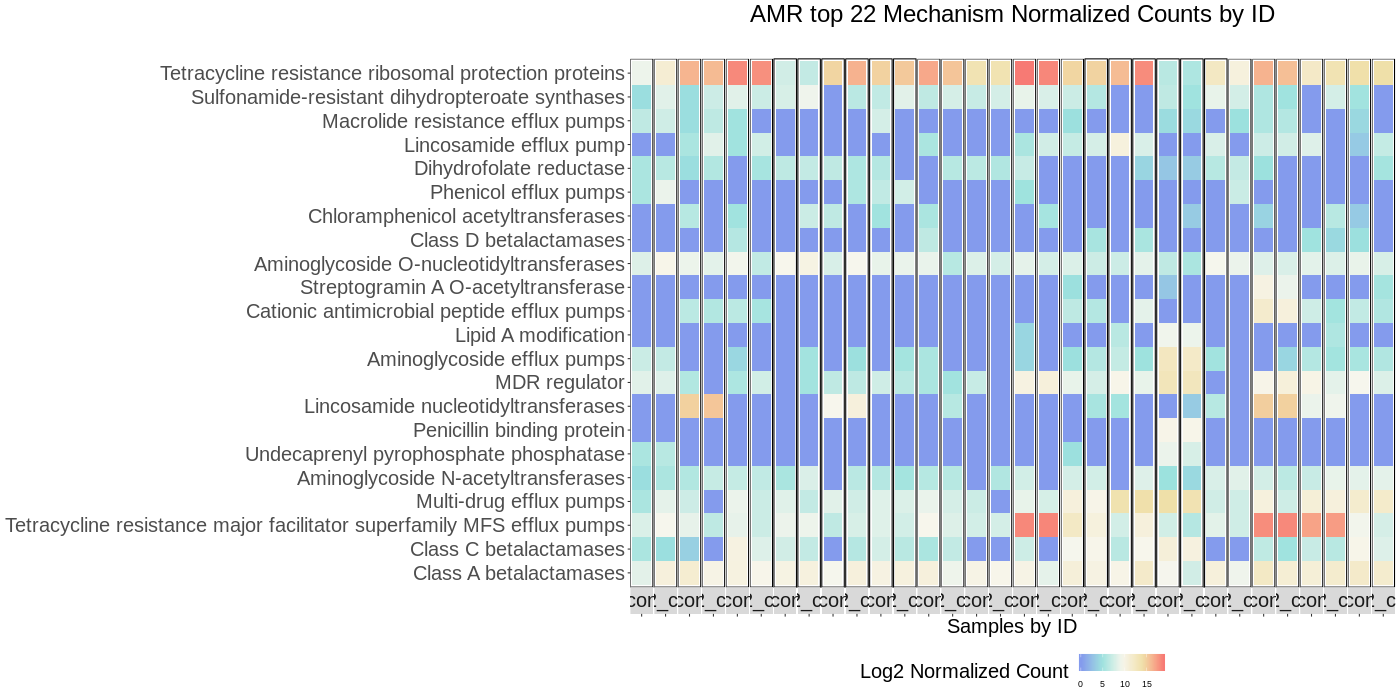 AMR top 22 Mechanism Normalized Counts by ID
Tetracycline resistance ribosomal protection proteins
Sulfonamide-resistant dihydropteroate synthases
Macrolide resistance efflux pumps
Lincosamide efflux pump
Dihydrofolate reductase
Phenicol efflux pumps
Chloramphenicol acetyltransferases
Class D betalactamases
Aminoglycoside O-nucleotidyltransferases
Streptogramin A O-acetyltransferase
Cationic antimicrobial peptide efflux pumps
Lipid A modification
Aminoglycoside efflux pumps
MDR regulator
Lincosamide nucleotidyltransferases
Penicillin binding protein
Undecaprenyl pyrophosphate phosphatase
Aminoglycoside N-acetyltransferases
Multi-drug efflux pumps
Tetracycline resistance major facilitator superfamily MFS efflux pumps
Class C betalactamases
Class A betalactamases
Samples by ID
Log2 Normalized Count
0 5 10 15